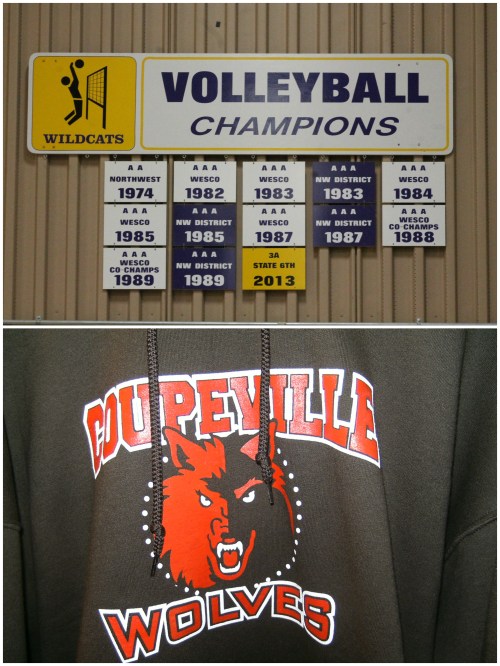 VOLLEYBALL
CHAMPIONS
WILDCATS
A A
NORTHWEST
1974
A A A
WESCO
1982
A A A
WESCO
1983
A A A
NW DISTRICT
1983
A A A
WESCO
1984
A A A
WESCO
1985
A A A
NW DISTRICT
1985
A A A
WESCO
1987
A A A
NW DISTRICT
1987
A A A
WESCO
CO-CHAMPS
1988
A A A
WESCO
CO-CHAMPS
1989
A A A
NW DISTRICT
1989
3A
STATE 6TH
2013
COUPEVILLE
WOLVES